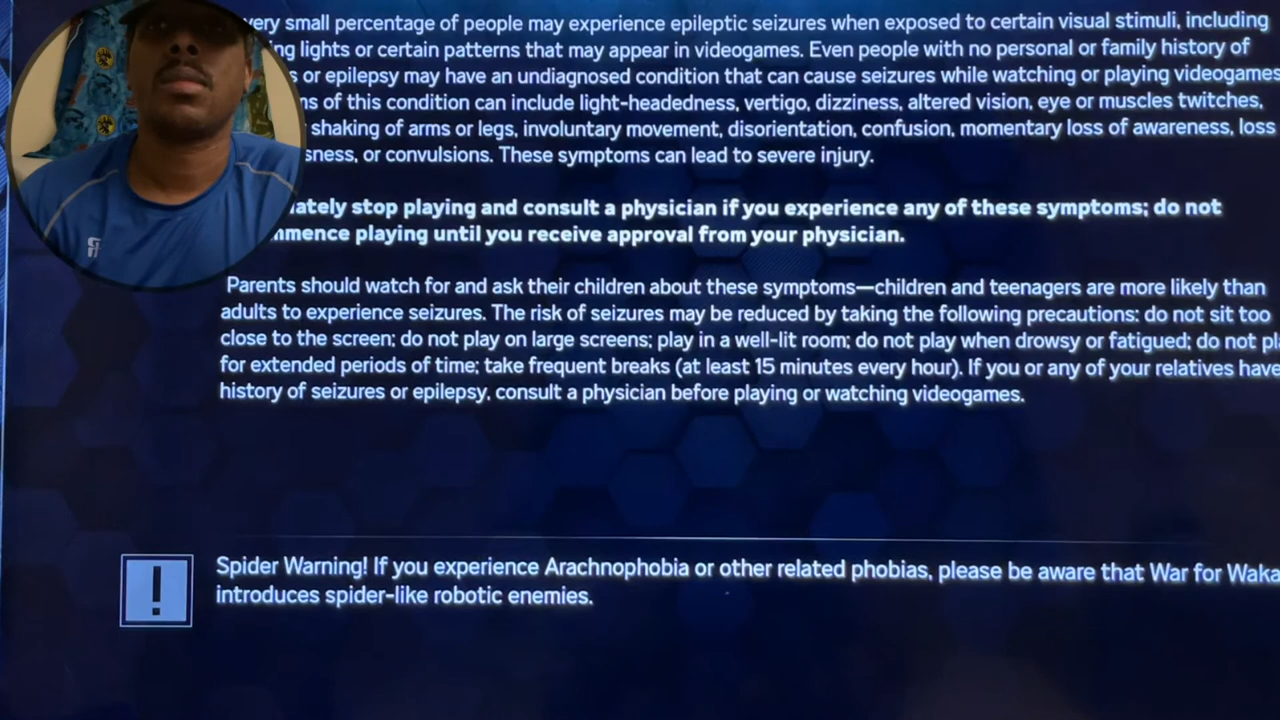 very small percentage of people may experience epileptic seizures when exposed to certain visual stimuli, including
lights or certain patterns that may appear in videogames. Even people with no personal or family history of
or epilepsy may have an undiagnosed condition that can cause seizures while watching or playing videogames
of this condition can include light-headedness, vertigo, dizziness, altered vision, eye or muscles twitches,
shaking of arms or legs, involuntary movement, disorientation, confusion, momentary loss of awareness, loss
or convulsions. These symptoms can lead to severe injury.
stop playing and consult a physician if you experience any of these symptoms; do not
playing until you receive approval from your physician.
Parents should watch for and ask their children about these symptoms—children and teenagers are more likely than
adults to experience seizures. The risk of seizures may be reduced by taking the following precautions: do not sit too
close to the screen; do not play on large screens; play in a well-lit room; do not play when drowsy or fatigued; do not
for extended periods of time; take frequent breaks (at least 15 minutes every hour). If you or any of your relatives have
history of seizures or epilepsy, consult a physician before playing or watching videogames.
!
Spider Warning! If you experience Arachnophobia or other related phobias, please be aware that War for
introduces spider-like robotic enemies.